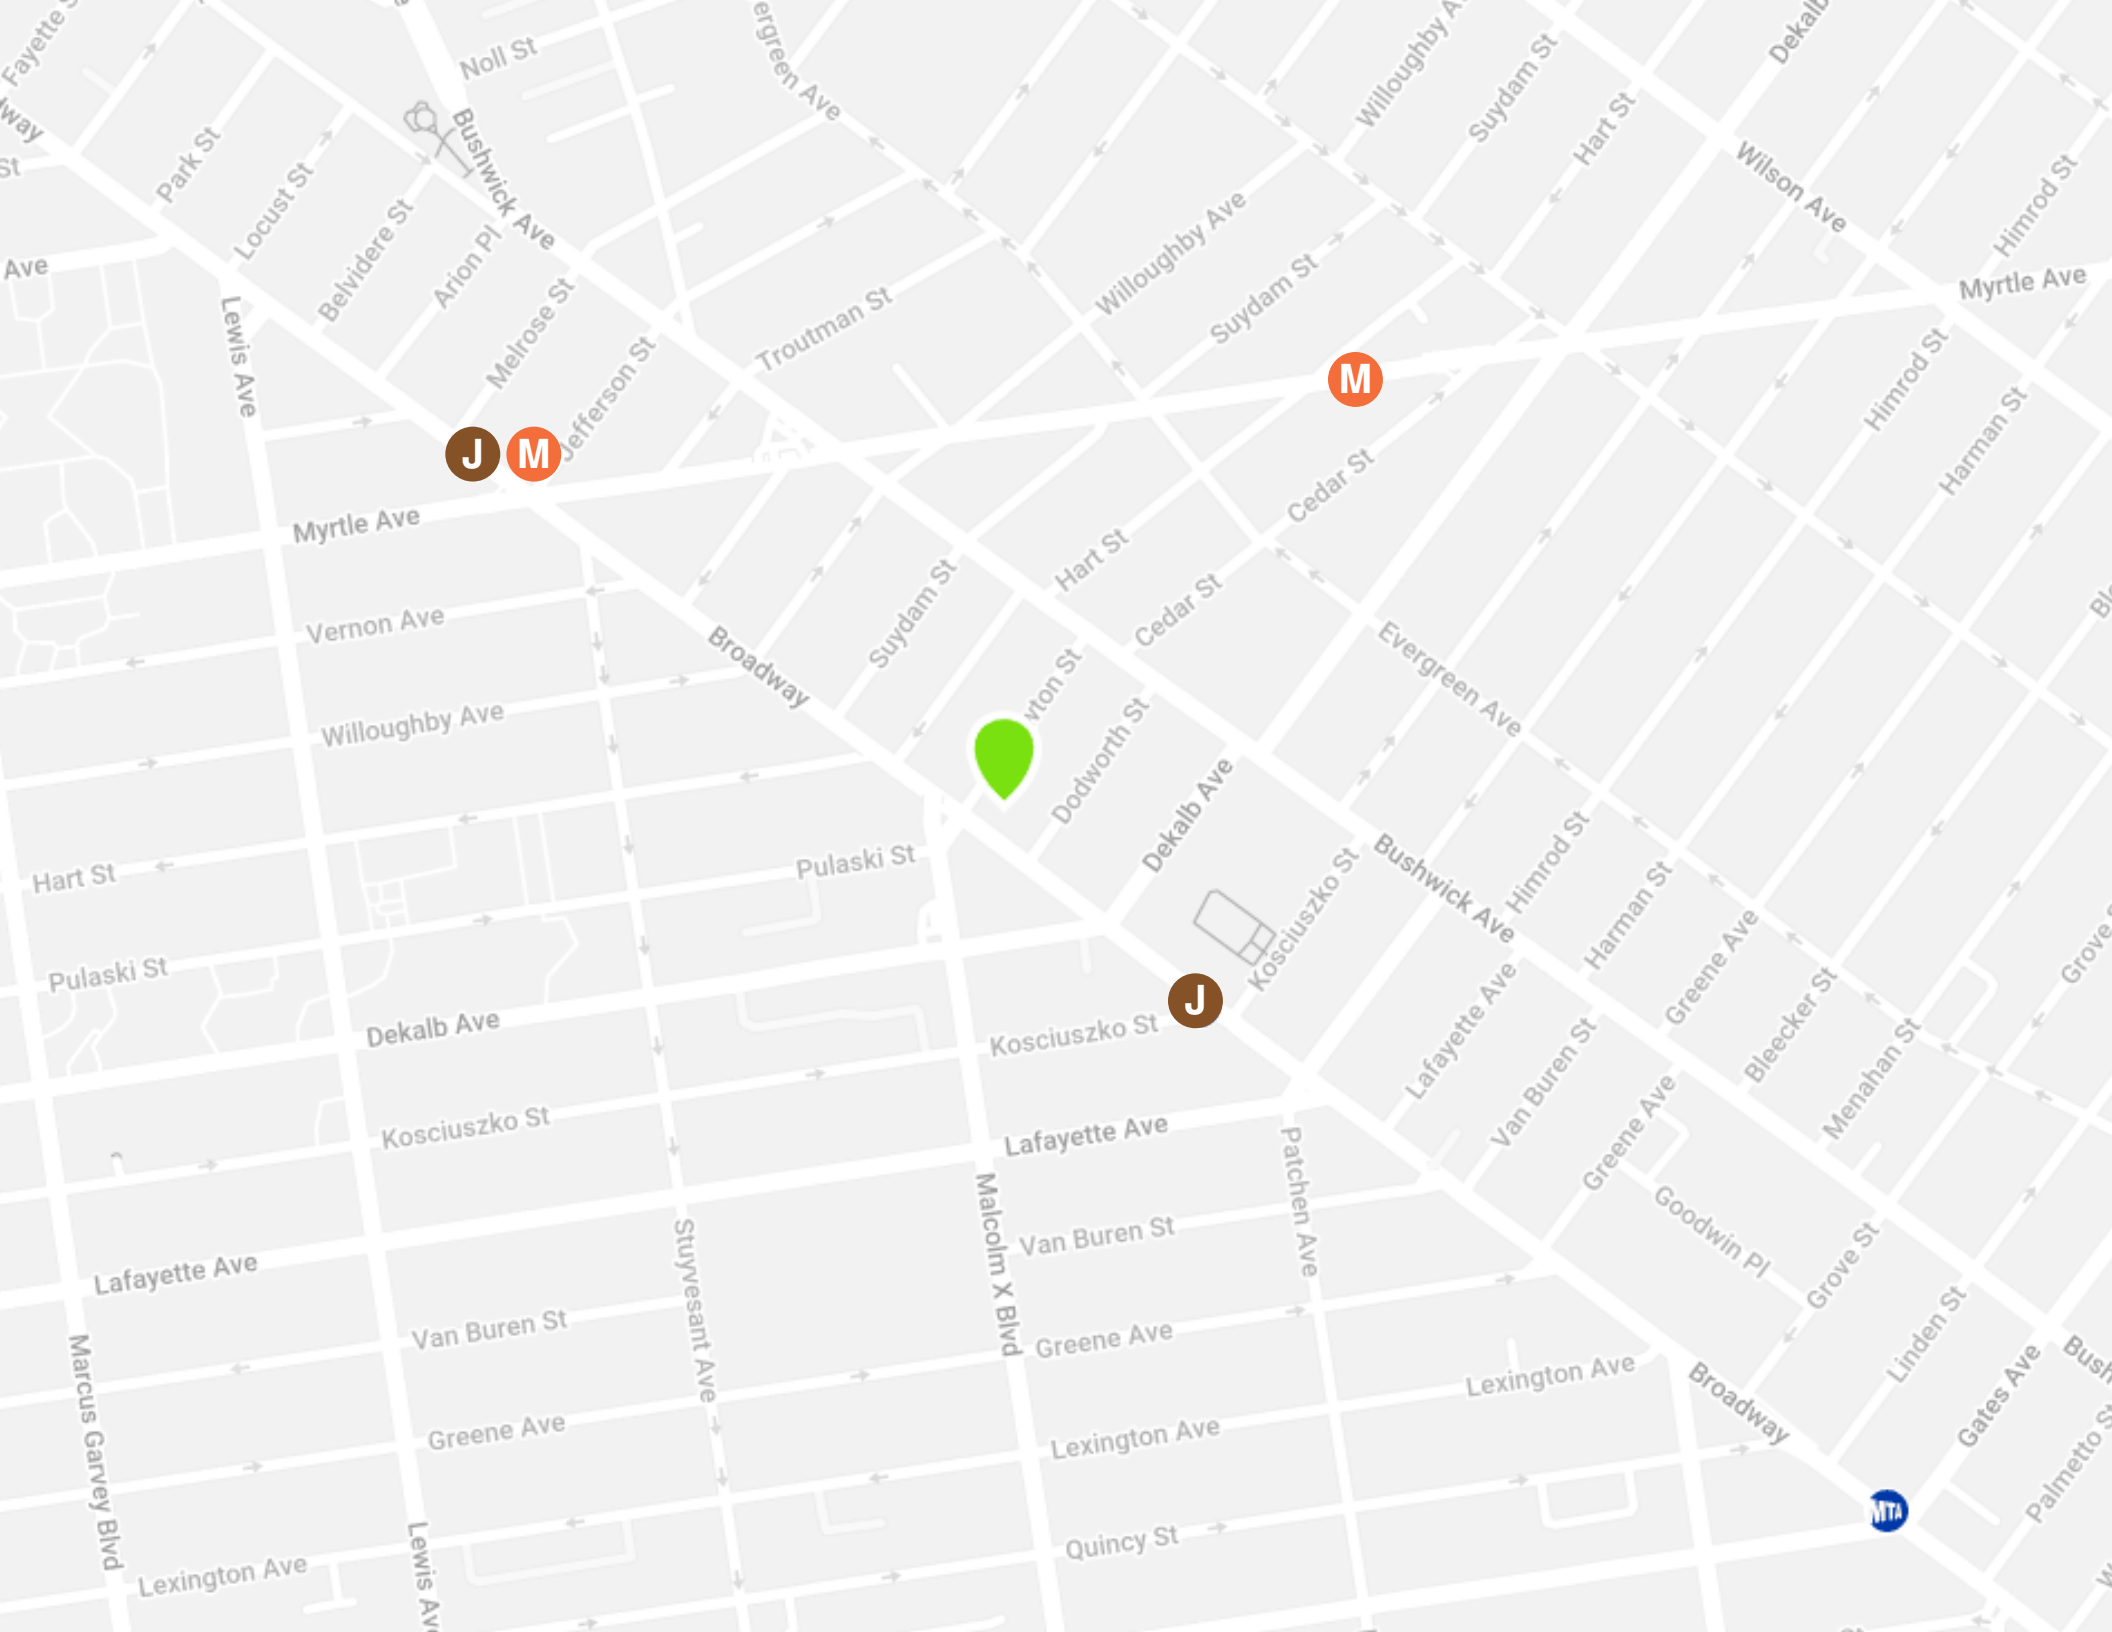 Fayette
Noll St
Evergreen Ave
Willoughby
Suydam St
Hart St
Dekalb
Wilson Ave
Himrod St
Myrtle Ave
Park St
Locust St
Belvidere St
Arion Pl
Bushwick Ave
Melrose St
Jefferson St
Troutman St
Willoughby Ave
Suydam St
St
Ave
Lewis Ave
J
M
M
Himrod St
Harman St
Cedar St
Myrtle Ave
Hart St
Cedar St
Suydam St
Vernon Ave
Broadway
Willoughby Ave
Dodworth St
Dekalb Ave
Evergreen Ave
Hart St
Pulaski St
Pulaski St
Dekalb Ave
Kosciuszko St
Bushwick Ave
Himrod St
Harman St
Greene Ave
Bleecker St
Lafayette Ave
Van Buren St
Menahan St
J
Kosciuszko St
Kosciuszko St
Lafayette Ave
Patchen Ave
Greene Ave
Goodwin Pl
Grove St
Linden St
Gates Ave
Lafayette Ave
Van Buren St
Van Buren St
Stuyvesant Ave
Malcolm X Blvd
Greene Ave
Greene Ave
Marcus Garvey Blvd
Lexington Ave
Lexington Ave
Broadway
Palmetto St
MTA
Quincy St
Lexington Ave
Lewis Ave